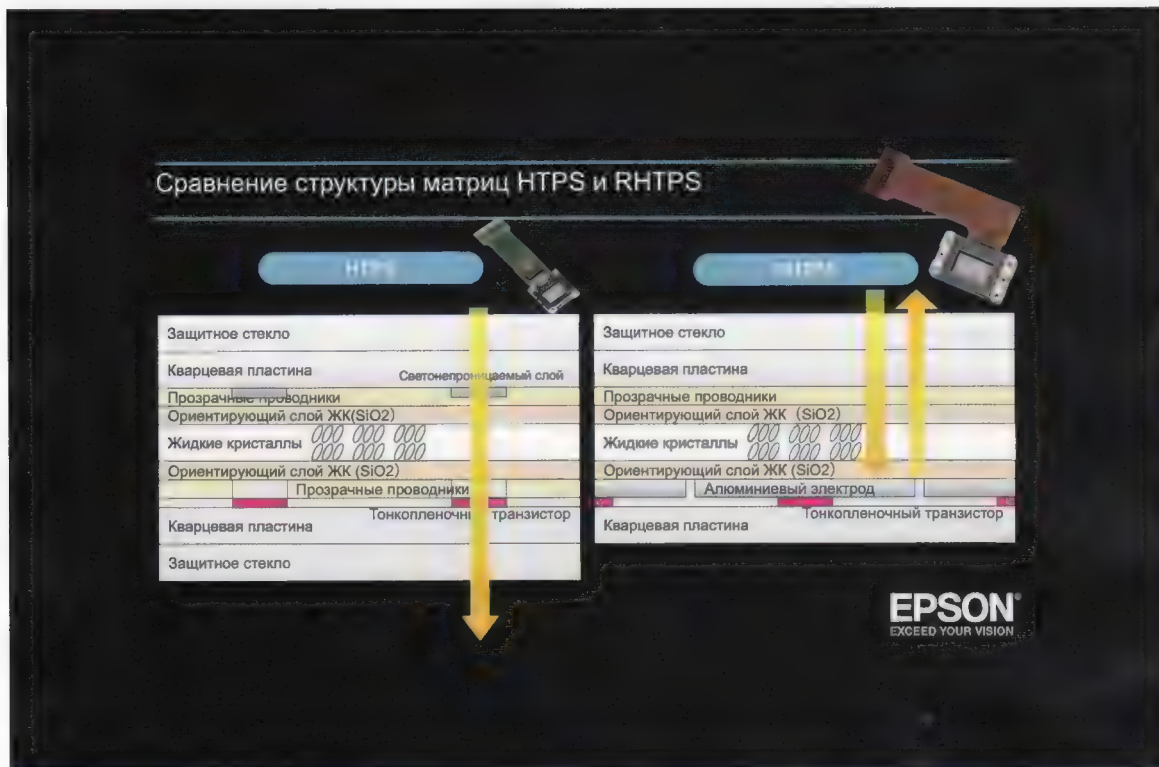 Сравнение структуры матриц HTPS и RHTPS
HTPS
Защитное стекло
Кварцевая пластина
Светонепроницаемый слой
Прозрачные проводники
Ориентирующий слой ЖК(SiO2)
Жидкие кристаллы
Ориентирующий слой ЖК (SiO2)
Прозрачные проводники
Тонкопленочный транзистор
Кварцевая пластина
Защитное стекло
Защитное стекло
Кварцевая пластина
Прозрачные проводники
Ориентирующий слой ЖК (SiO2)
Жидкие кристаллы
Ориентирующий слой ЖК (SiO2)
Алюминиевый электрод
Тонкопленочный транзистор
Кварцевая пластина
EPSON®
EXCEED YOUR VISION